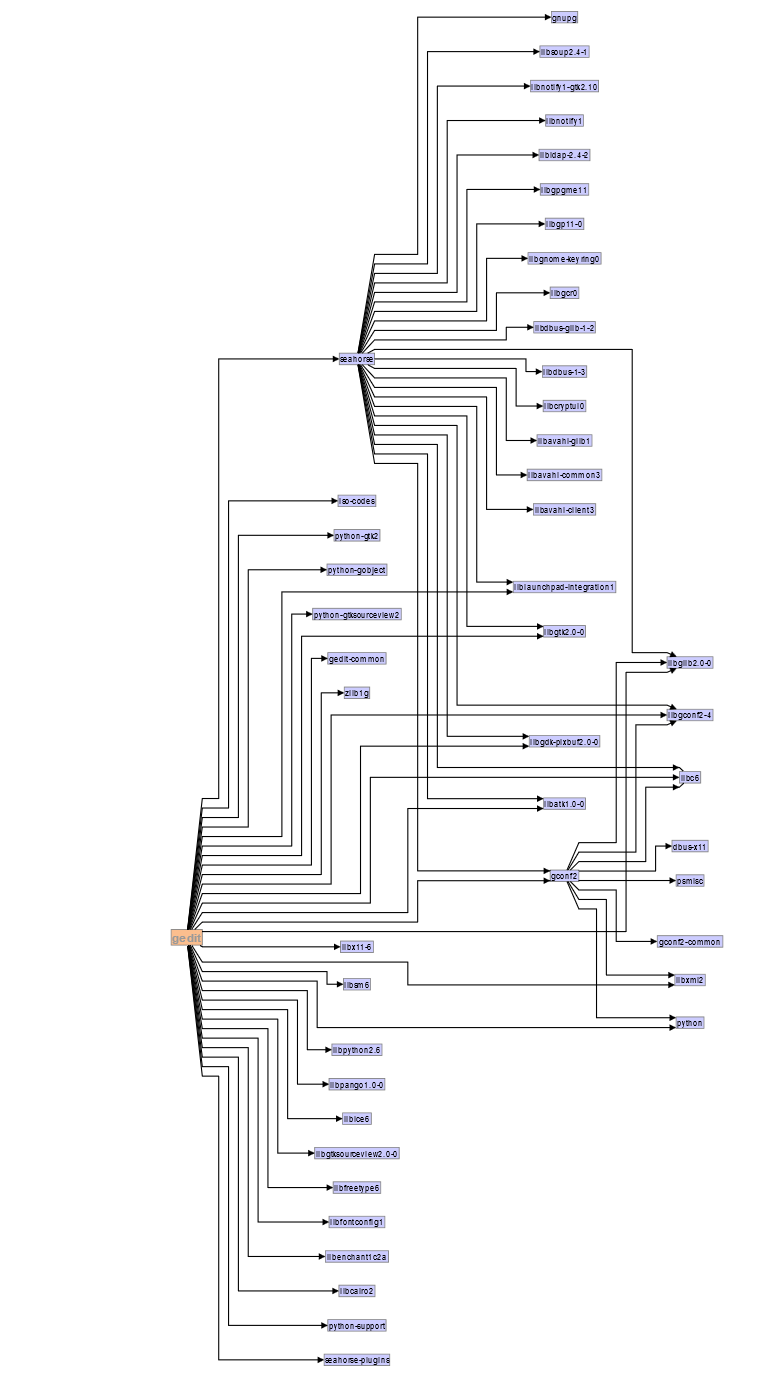 gnupg
libsoup2.4-1
libnotify1-gtk2.10
libnotify1
libldap-2.4-2
libgpgme11
libgp11-0
libgnome-keyring0
libgcr0
libdbus-glib-1-2
seahorse
libdbus-1-3
libcryptui0
libavahi-glib1
libavahi-common3
iso-codes
libavahi-client3
python-gtk2
python-gobject
liblaunchpad-integration1
python-gtksourceview2
libgtk2.0-0
gedit-common
libglib2.0-0
zlib1g
libgconf2-4
libgdk-pixbuf2.0-0
libc6
libatk1.0-0
dbus-x11
gconf2
psmisc
gedit
gconf2-common
libx11-6
libxml2
libsm6
python
libpython2.6
libpango1.0-0
libice6
libgtksourceview2.0-0
libfreetype6
libfontconfig1
libenchant1c2a
libcairo2
python-support
seahorse-plugins